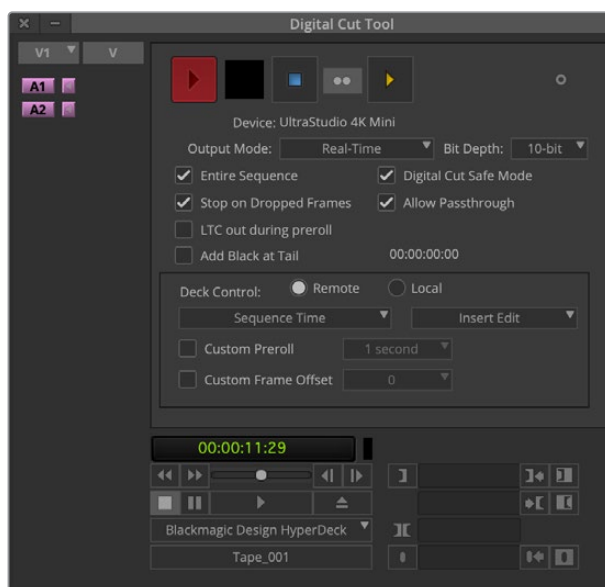 Digital Cut Tool
V1 V
A1
A2
Device: UltraStudio 4K Mini
Output Mode: Real-Time Bit Depth: 10-bit
Entire Sequence Digital Cut Safe Mode
Stop on Dropped Frames Allow Passthrough
LTC out during preroll
Add Black at Tail 00:00:00:00
Deck Control: Remote Local
Sequence Time Insert Edit
Custom Preroll 1 second
Custom Frame Offset 0
00:00:11:29
Blackmagic Design HyperDeck
Tape_001